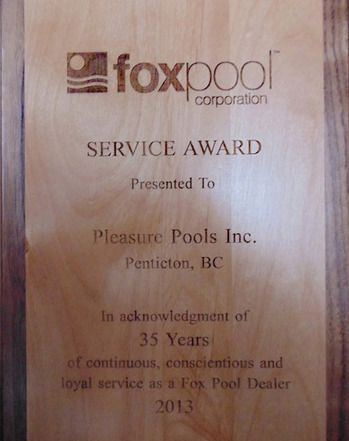 foxpool
corporation
SERVICE AWARD
Presented To
Pleasure Pools Inc.
Penticton, BC
In acknowledgment of
35 Years
of continuous, conscientious and
loyal service as a Fox Pool Dealer
2013